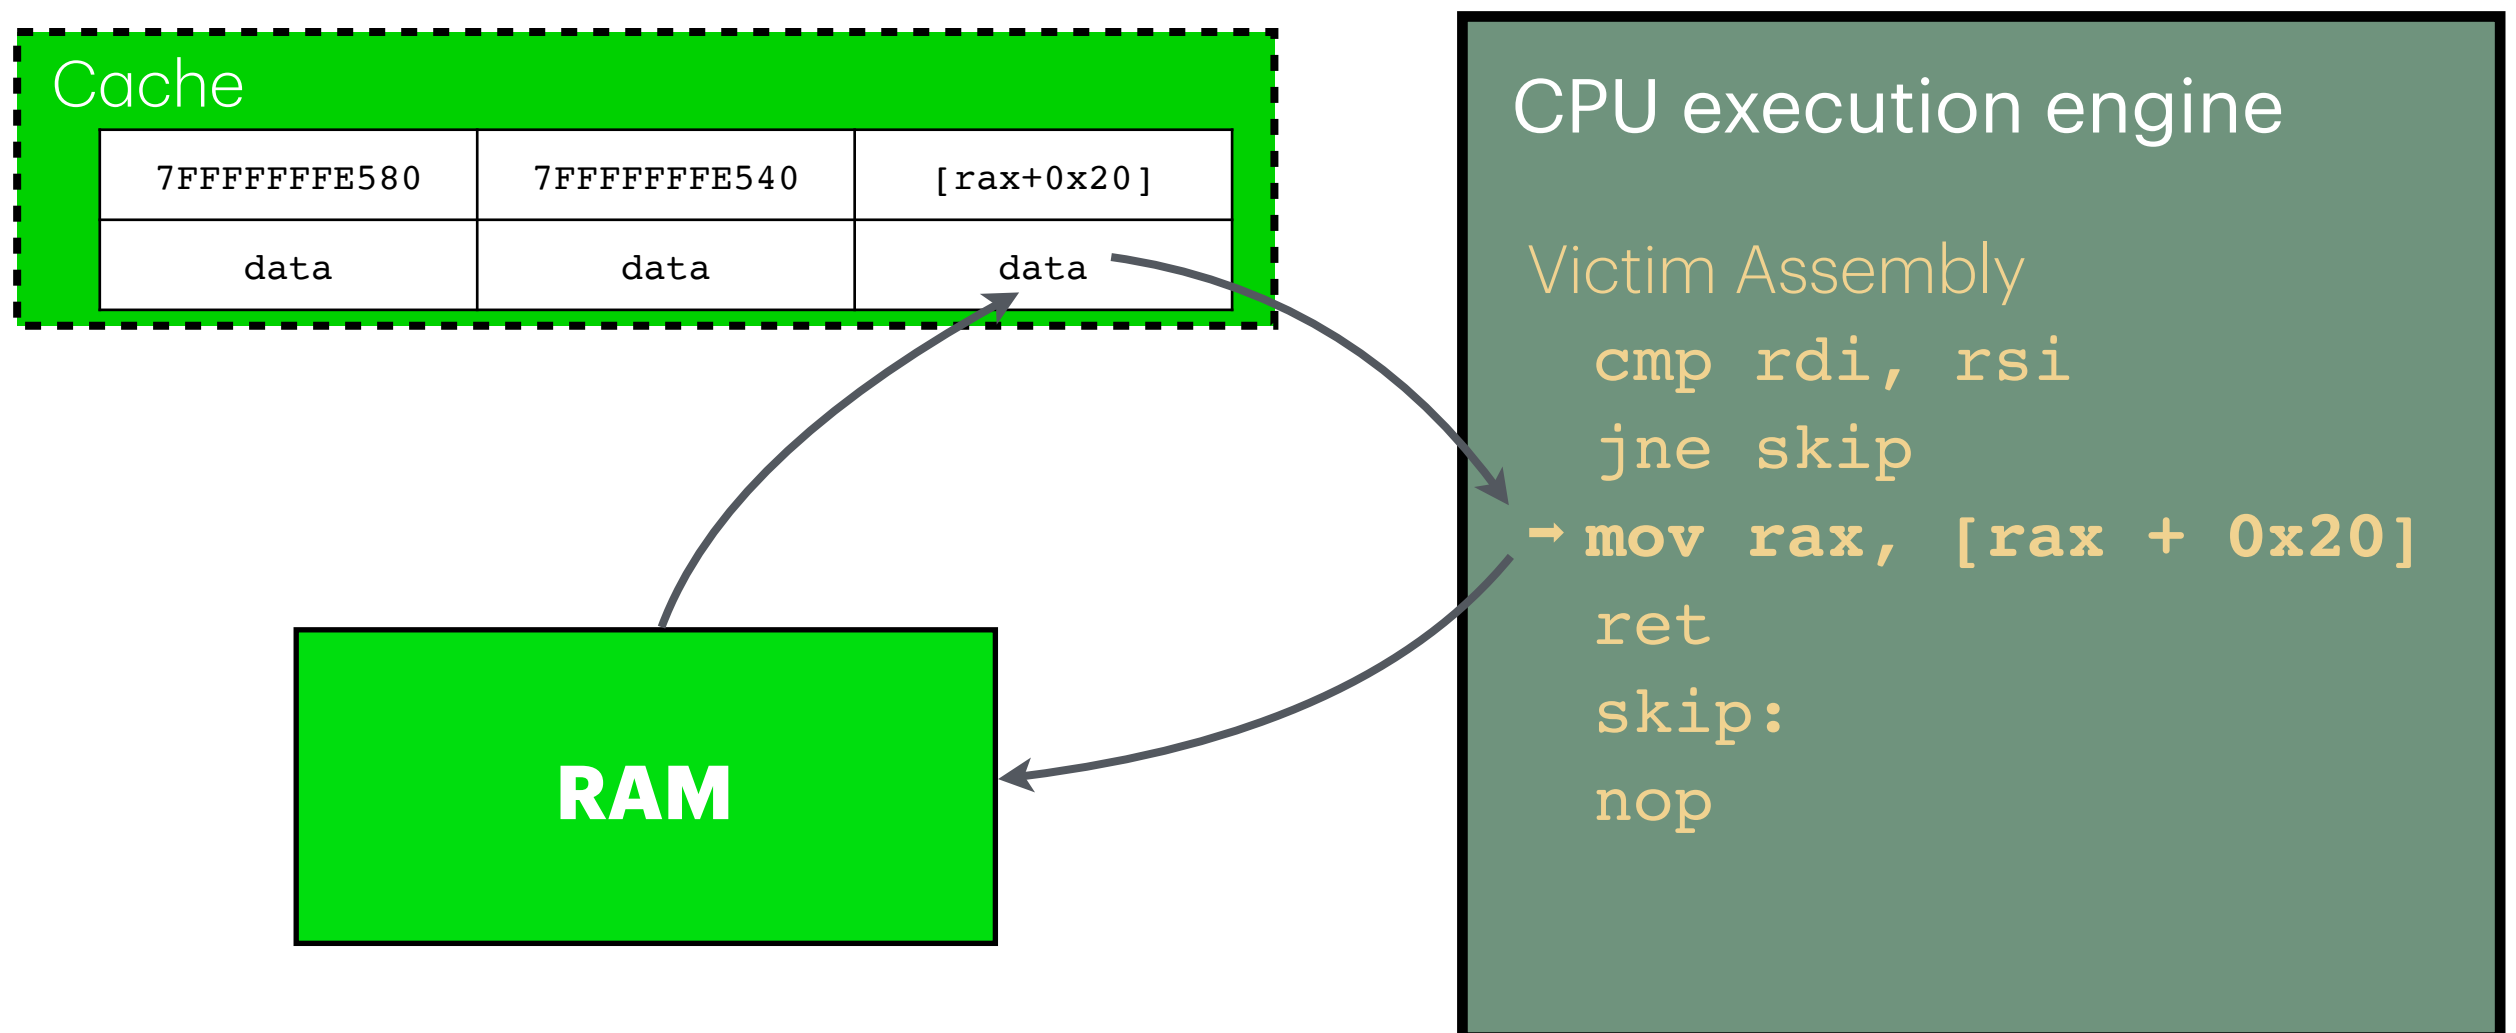 Cache
7FFFFFFFE580 7FFFFFFFE540 [rax+0x20]
data data data
CPU execution engine
Victim Assembly
cmp rdi, rsi
jne skip
➡ mov rax, [rax + 0x20]
ret
skip:
nop
RAM